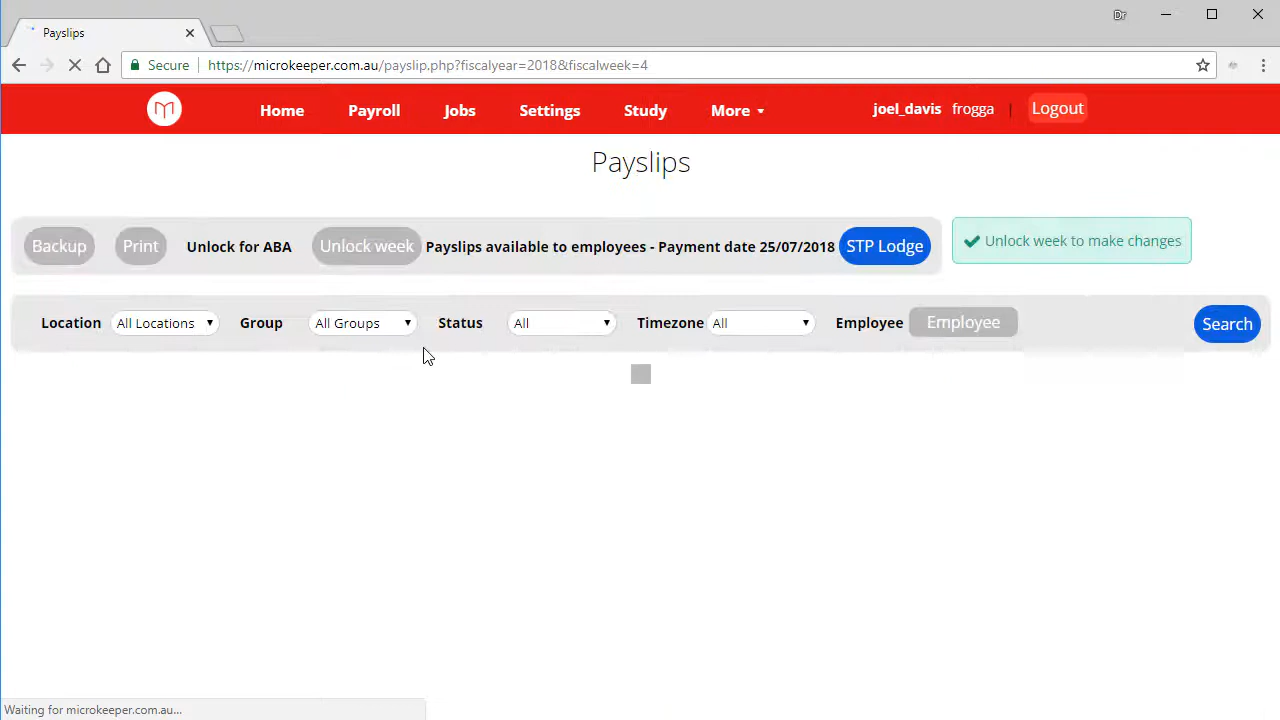 Payslips
Dr
Secure https://microkeeper.com.au/payslip.php?fiscalyear=2018&fiscalweek=4
Home Payroll Jobs Settings Study More joel_davis frogga | Logout
Payslips
Backup Print Unlock for ABA Unlock week Payslips available to employees - Payment date 25/07/2018 STP Lodge Unlock week to make changes
Location All Locations Group All Groups Status All Timezone All Employee Employee Search
Waiting for microkeeper.com.au...